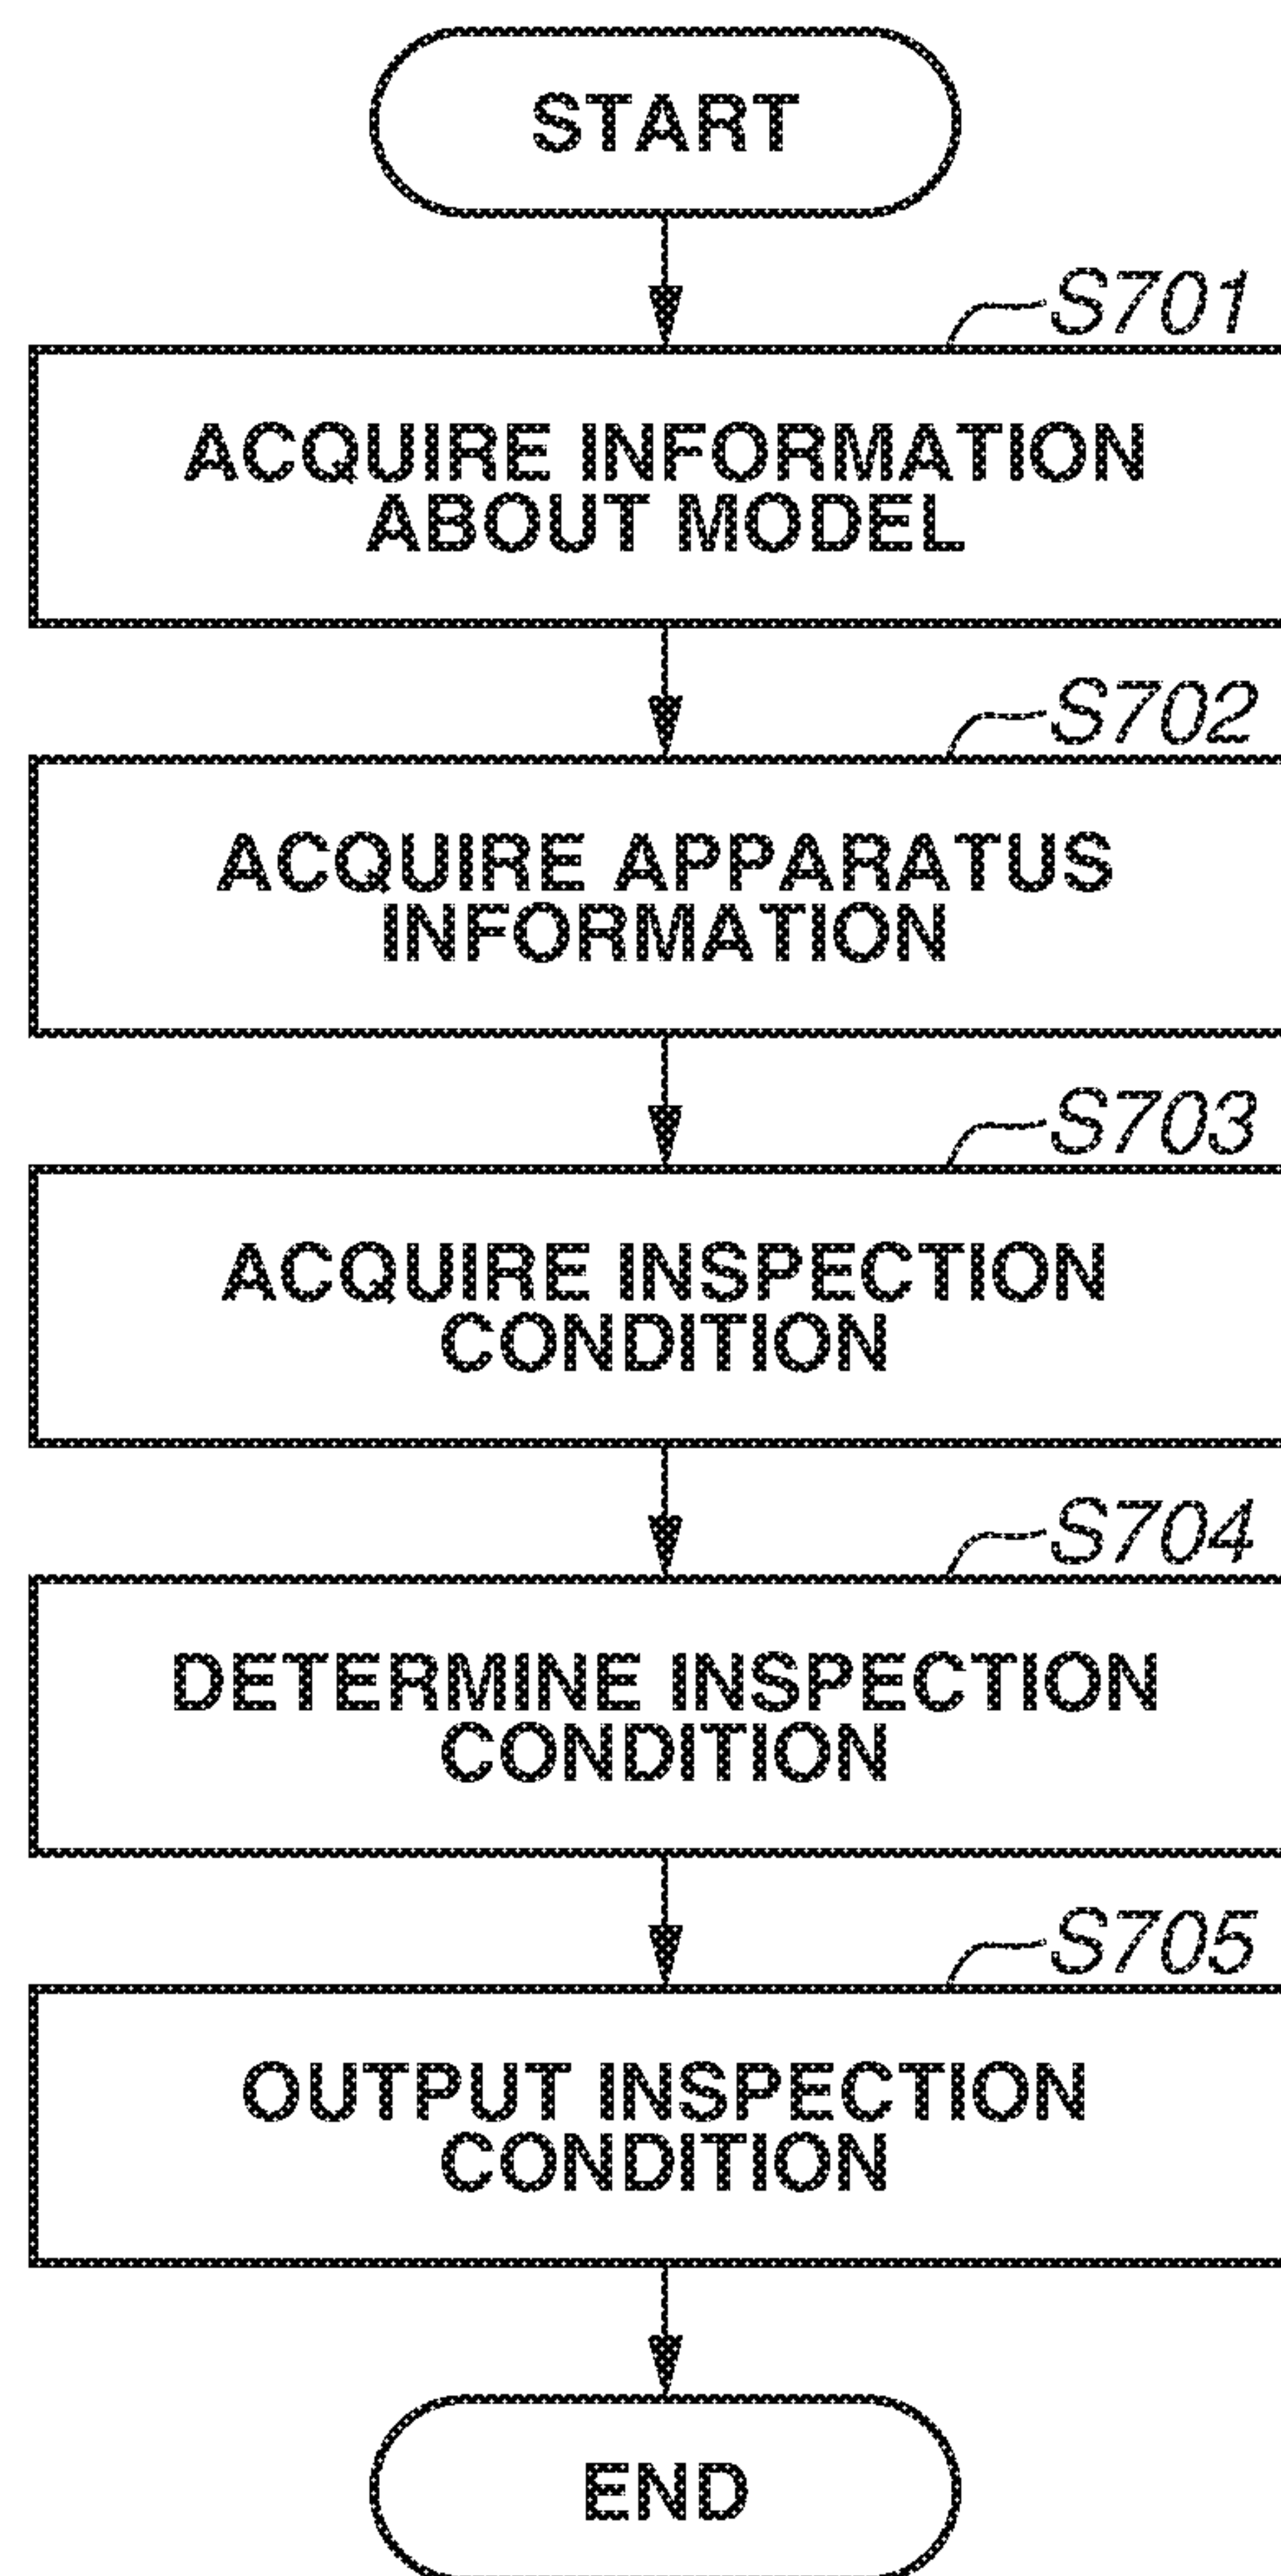 START
S701
ACQUIRE INFORMATION
ABOUT MODEL
S702
ACQUIRE APPARATUS
INFORMATION
S703
ACQUIRE INSPECTION
CONDITION
S704
DETERMINE INSPECTION
CONDITION
S705
OUTPUT INSPECTION
CONDITION
END